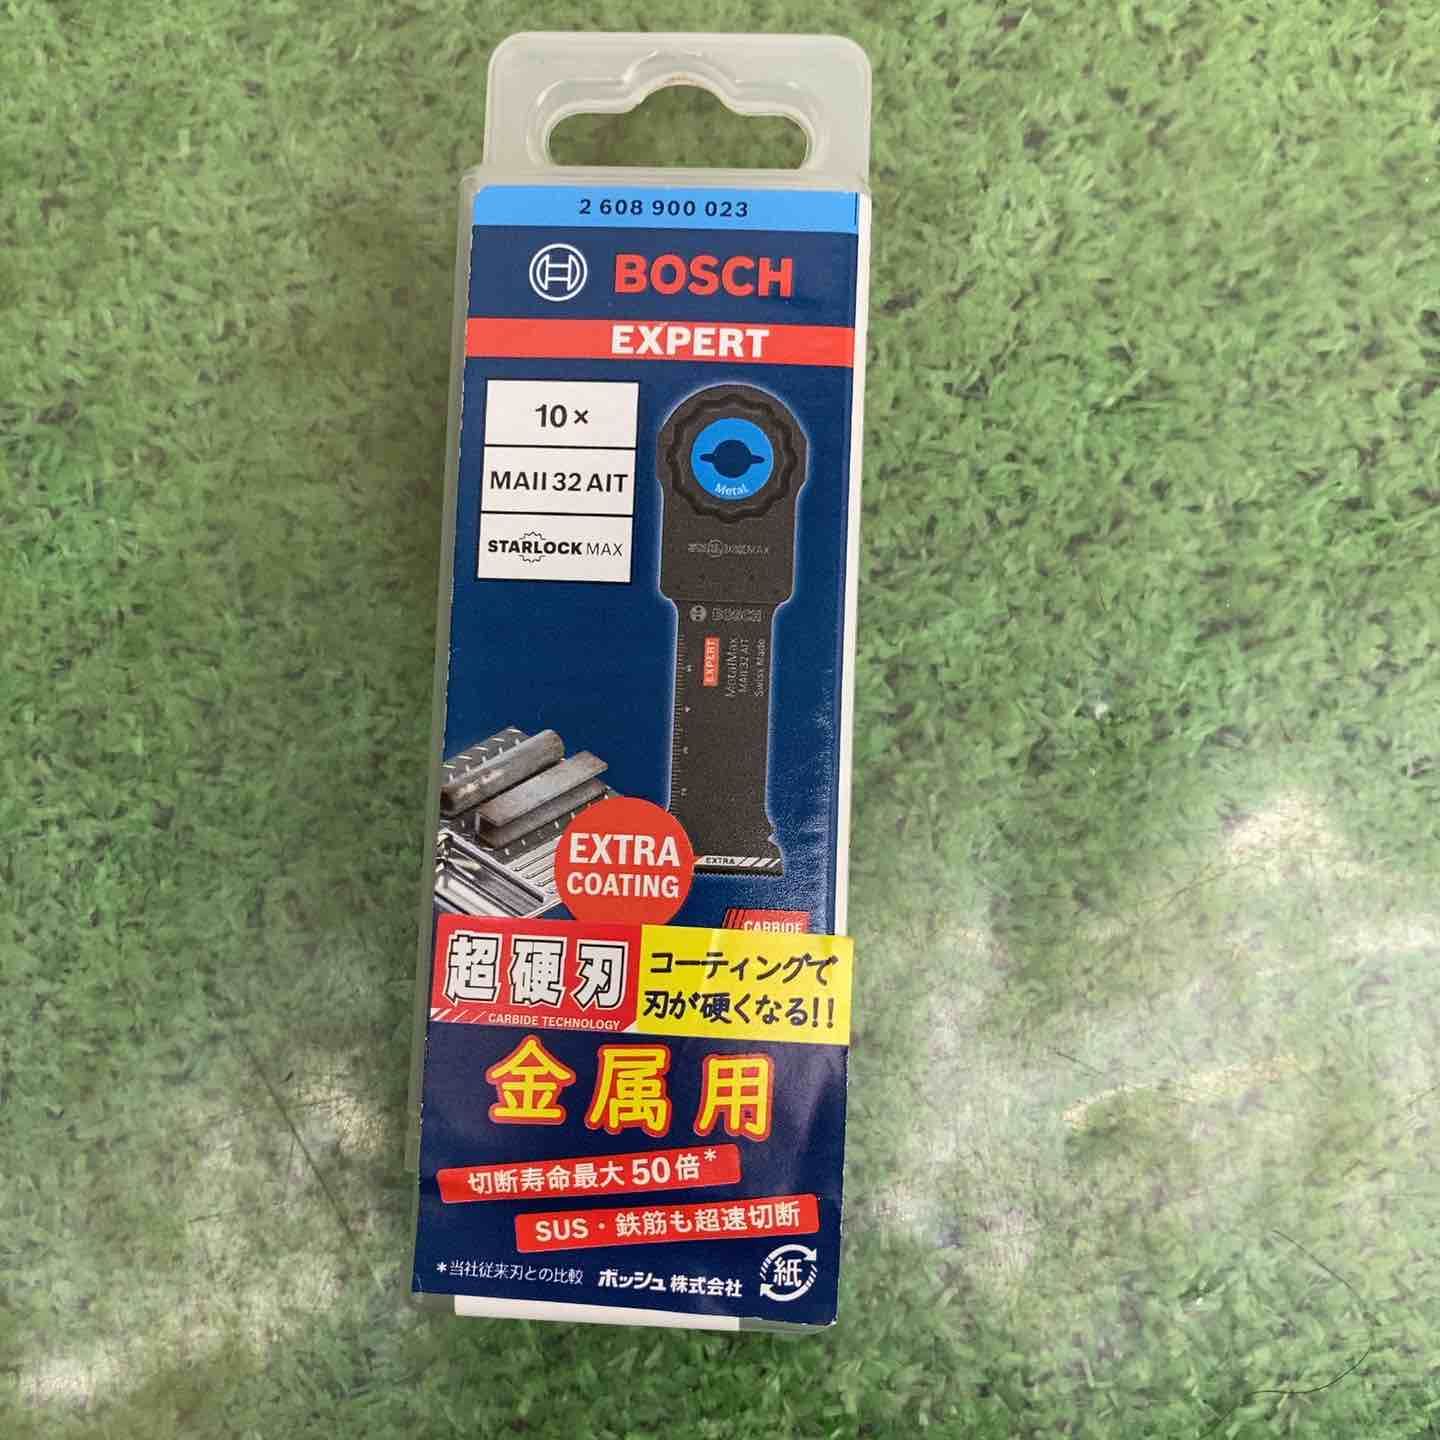 2 608 900 023
BOSCH
EXPERT
10×
MAII 32 AIT
STARLOCK MAX
Metal
STARLOCKMAX
BOSCH
EXPERT
MetalMax
MAII 32 AIT
Swiss Made
EXTRA
COATING
EXTRA
CARBIDE
超硬刃
CARBIDE TECHNOLOGY
コーティングで
刃が硬くなる!!
金属用
切断寿命最大50倍*
SUS・鉄筋も超速切断
*当社従来刃との比較 ボッシュ株式会社
紙